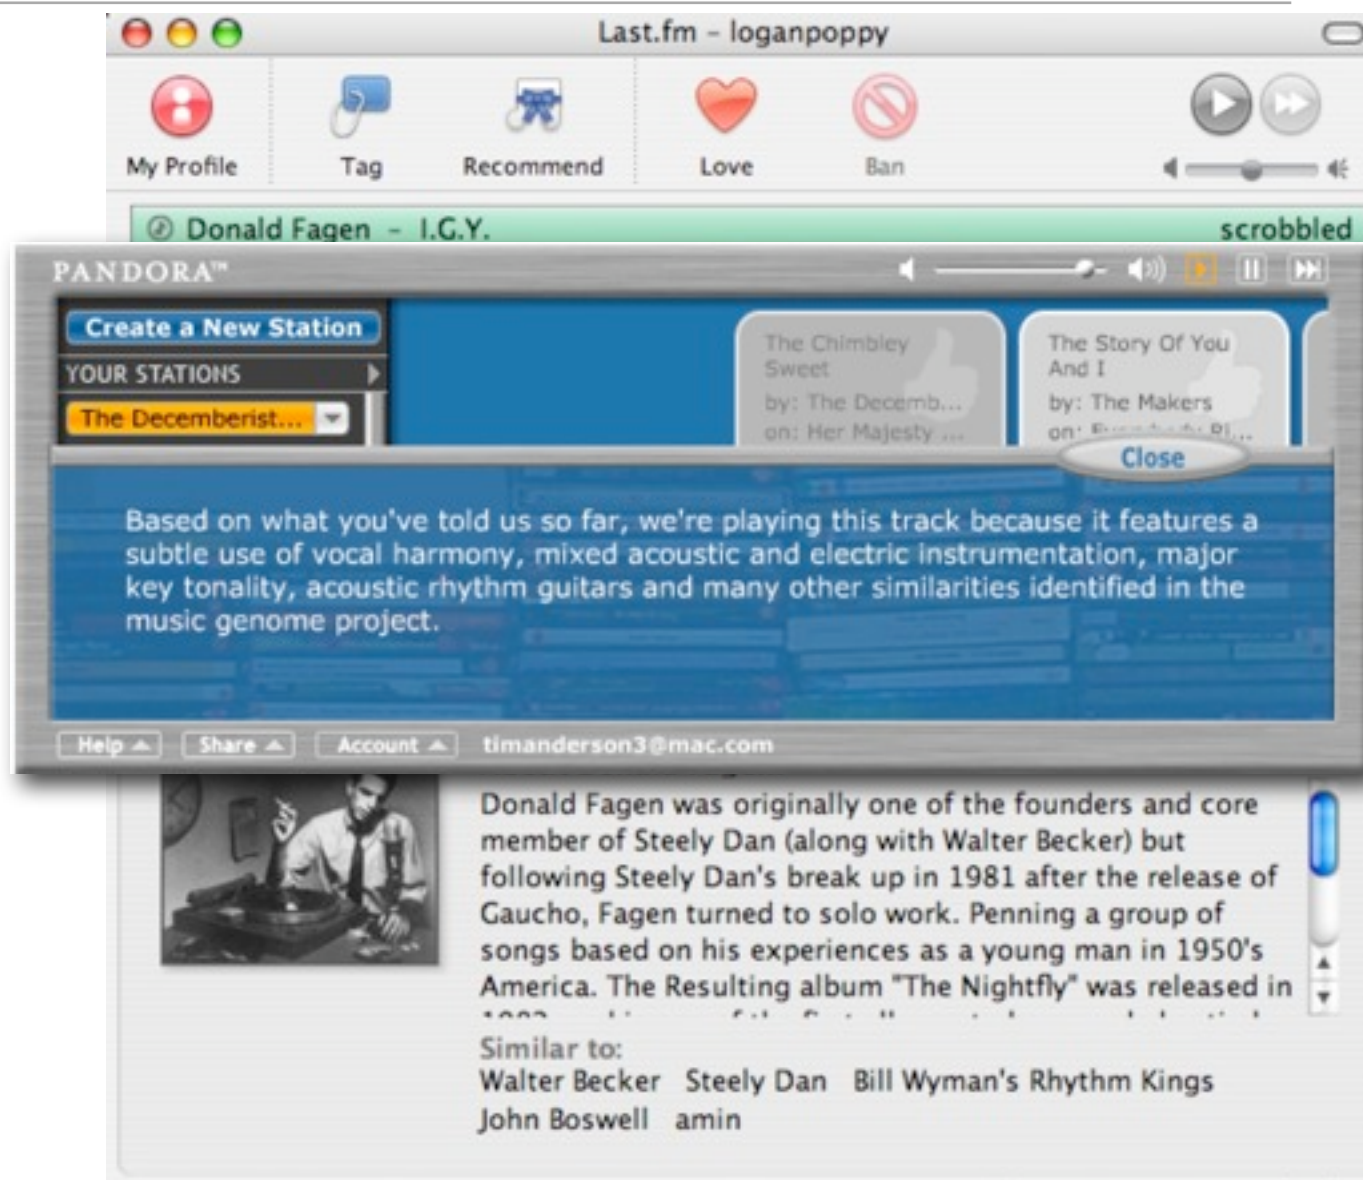 Last.fm – loganpoppy
My Profile
Tag
Recommend
Love
Ban
Donald Fagen – I.G.Y.
scrobbled
PANDORA™
Create a New Station
YOUR STATIONS
The Decemberist...
The Chimbley
Sweet
by: The Decemb...
on: Her Majesty ...
The Story Of You
And I
by: The Makers
on:
Close
Based on what you've told us so far, we're playing this track because it features a
subtle use of vocal harmony, mixed acoustic and electric instrumentation, major
key tonality, acoustic rhythm guitars and many other similarities identified in the
music genome project.
Help
Share
Account
timanderson3@mac.com
Donald Fagen was originally one of the founders and core
member of Steely Dan (along with Walter Becker) but
following Steely Dan's break up in 1981 after the release of
Gaucho, Fagen turned to solo work. Penning a group of
songs based on his experiences as a young man in 1950's
America. The Resulting album "The Nightfly" was released in
Similar to:
Walter Becker Steely Dan Bill Wyman's Rhythm Kings
John Boswell amin